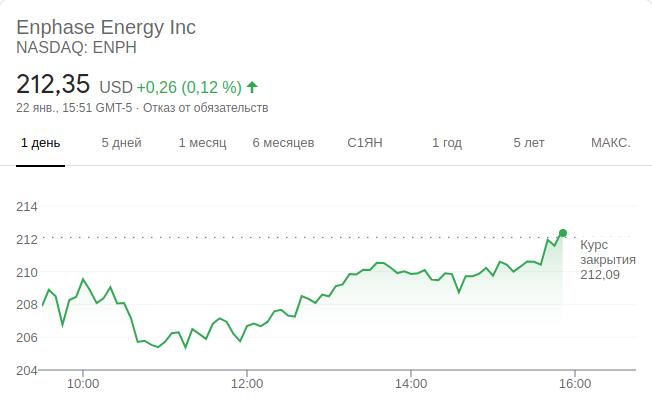 Enphase Energy Inc
NASDAQ: ENPH
212,35 USD +0,26 (0,12 %)
22 янв., 15:51 GMT-5 · Отказ от обязательств
1 день 5 дней 1 месяц 6 месяцев С1ЯН 1 год 5 лет МАКС.
214
212
210
208
206
204
Курс
закрытия
212,09
10:00 12:00 14:00 16:00